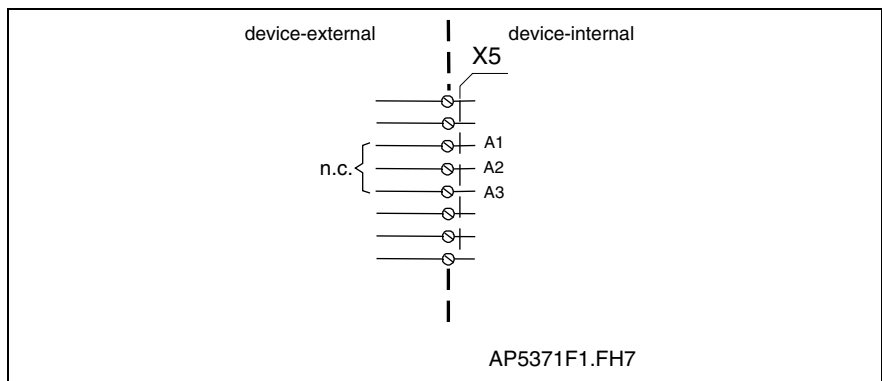 device-external device-internal
X5
A1
n.c. A2
A3
AP5371F1.FH7